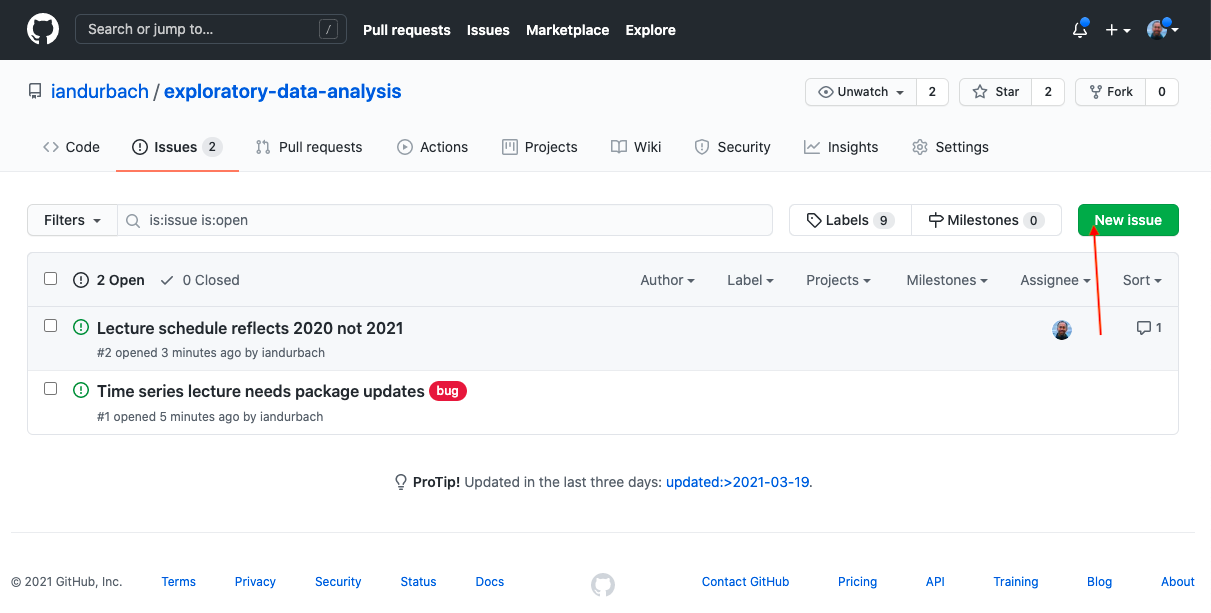 Search or jump to… / Pull requests Issues Marketplace Explore
iandurbach / exploratory-data-analysis Unwatch 2 Star 2 Fork 0
Code Issues 2 Pull requests Actions Projects Wiki Security Insights Settings
Filters is:issue is:open Labels 9 Milestones 0 New issue
2 Open 0 Closed Author Label Projects Milestones Assignee Sort
Lecture schedule reflects 2020 not 2021 1
#2 opened 3 minutes ago by iandurbach
Time series lecture needs package updates bug
#1 opened 5 minutes ago by iandurbach
ProTip! Updated in the last three days: updated:>2021-03-19.
© 2021 GitHub, Inc. Terms Privacy Security Status Docs Contact GitHub Pricing API Training Blog About